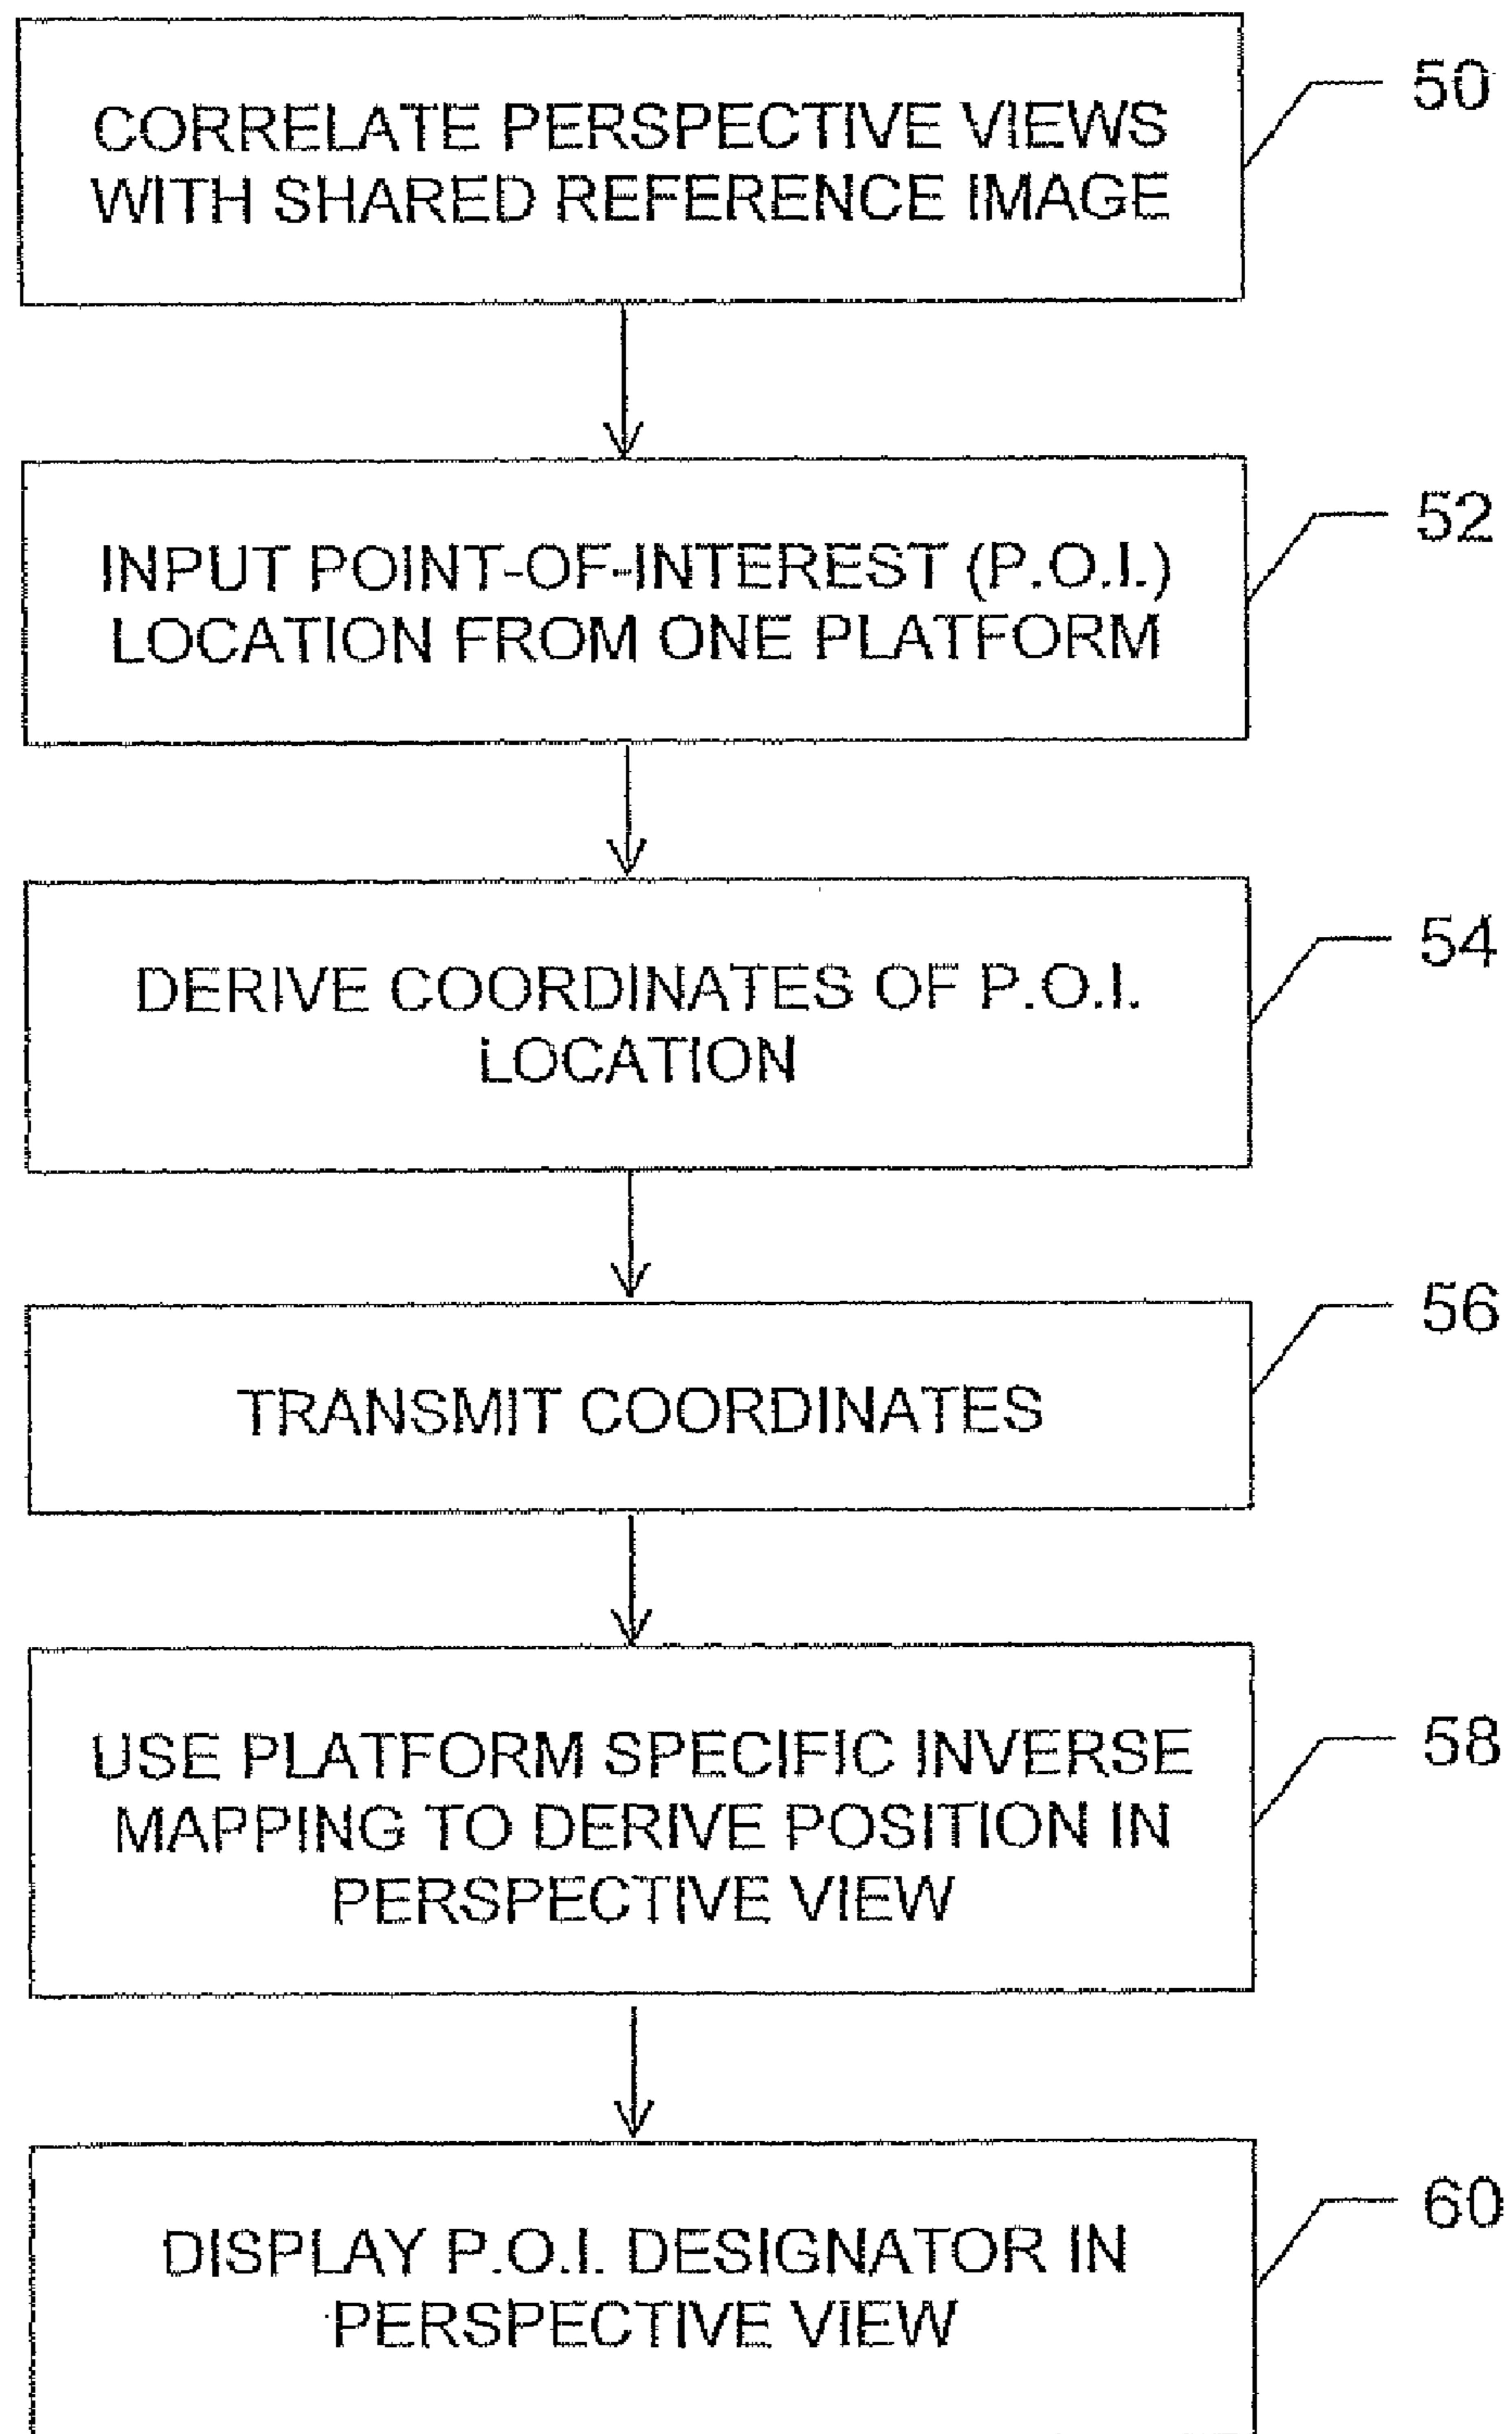 CORRELATE PERSPECTIVE VIEWS
WITH SHARED REFERENCE IMAGE
50
INPUT POINT-OF-INTEREST (P.O.I.)
LOCATION FROM ONE PLATFORM
52
DERIVE COORDINATES OF P.O.I.
LOCATION
54
TRANSMIT COORDINATES
56
USE PLATFORM SPECIFIC INVERSE
MAPPING TO DERIVE POSITION IN
PERSPECTIVE VIEW
58
DISPLAY P.O.I. DESIGNATOR IN
PERSPECTIVE VIEW
60